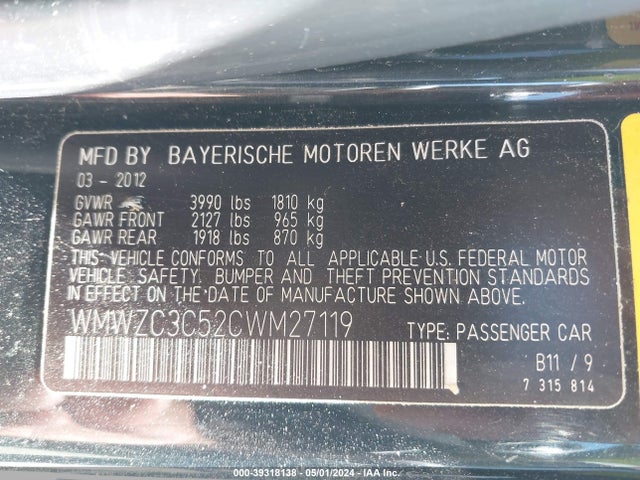 MFD BY BAYERISCHE MOTOREN WERKE AG
03 - 2012
GVWR 3990 lbs 1810 kg
GAWR FRONT 2127 lbs 965 kg
GAWR REAR 1918 lbs 870 kg
THIS: VEHICLE CONFORMS TO ALL APPLICABLE U.S. FEDERAL MOTOR
VEHICLE, SAFETY, BUMPER AND THEFT PREVENTION STANDARDS
IN EFFECT ON THE DATE OF MANUFACTURE SHOWN ABOVE.
WMWZC3C52CWM27119 TYPE: PASSENGER CAR
B11 / 9
7 315 814
000-39318138 - 05/01/2024 - IAA Inc.